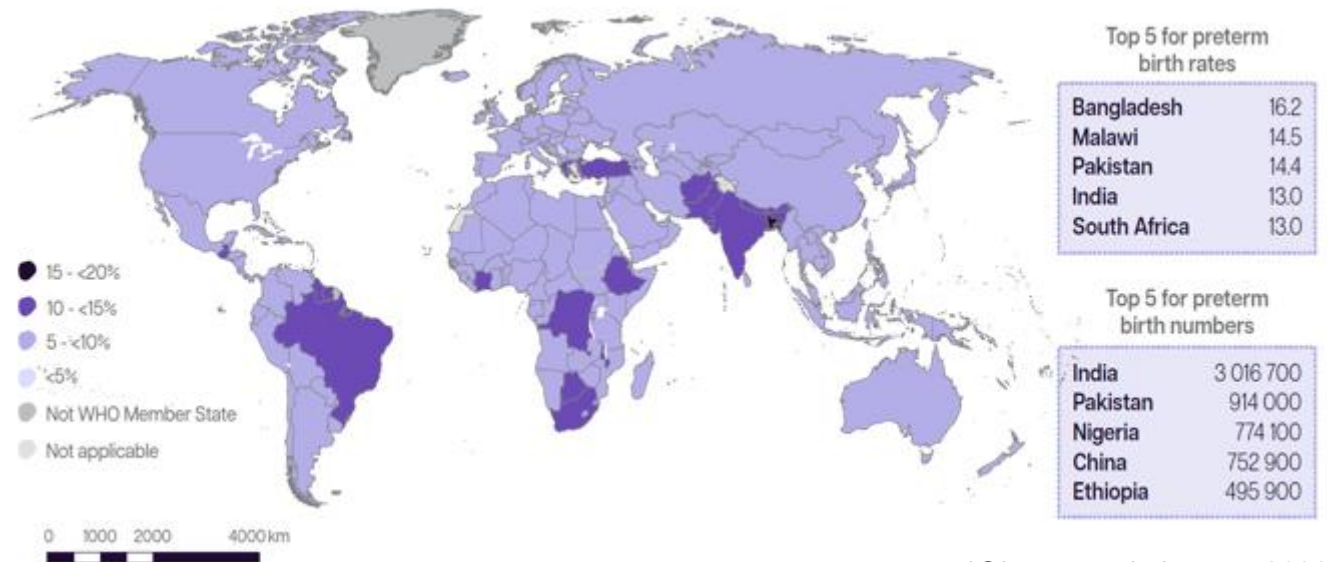 Top 5 for preterm
birth rates
Bangladesh 16.2
Malawi 14.5
Pakistan 14.4
India 13.0
South Africa 13.0
15 - <20%
10 - <15%
5 - <10%
<5%
Not WHO Member State
Not applicable
Top 5 for preterm
birth numbers
India 3 016 700
Pakistan 914 000
Nigeria 774 100
China 752 900
Ethiopia 495 900
0 1000 2000 4000 km